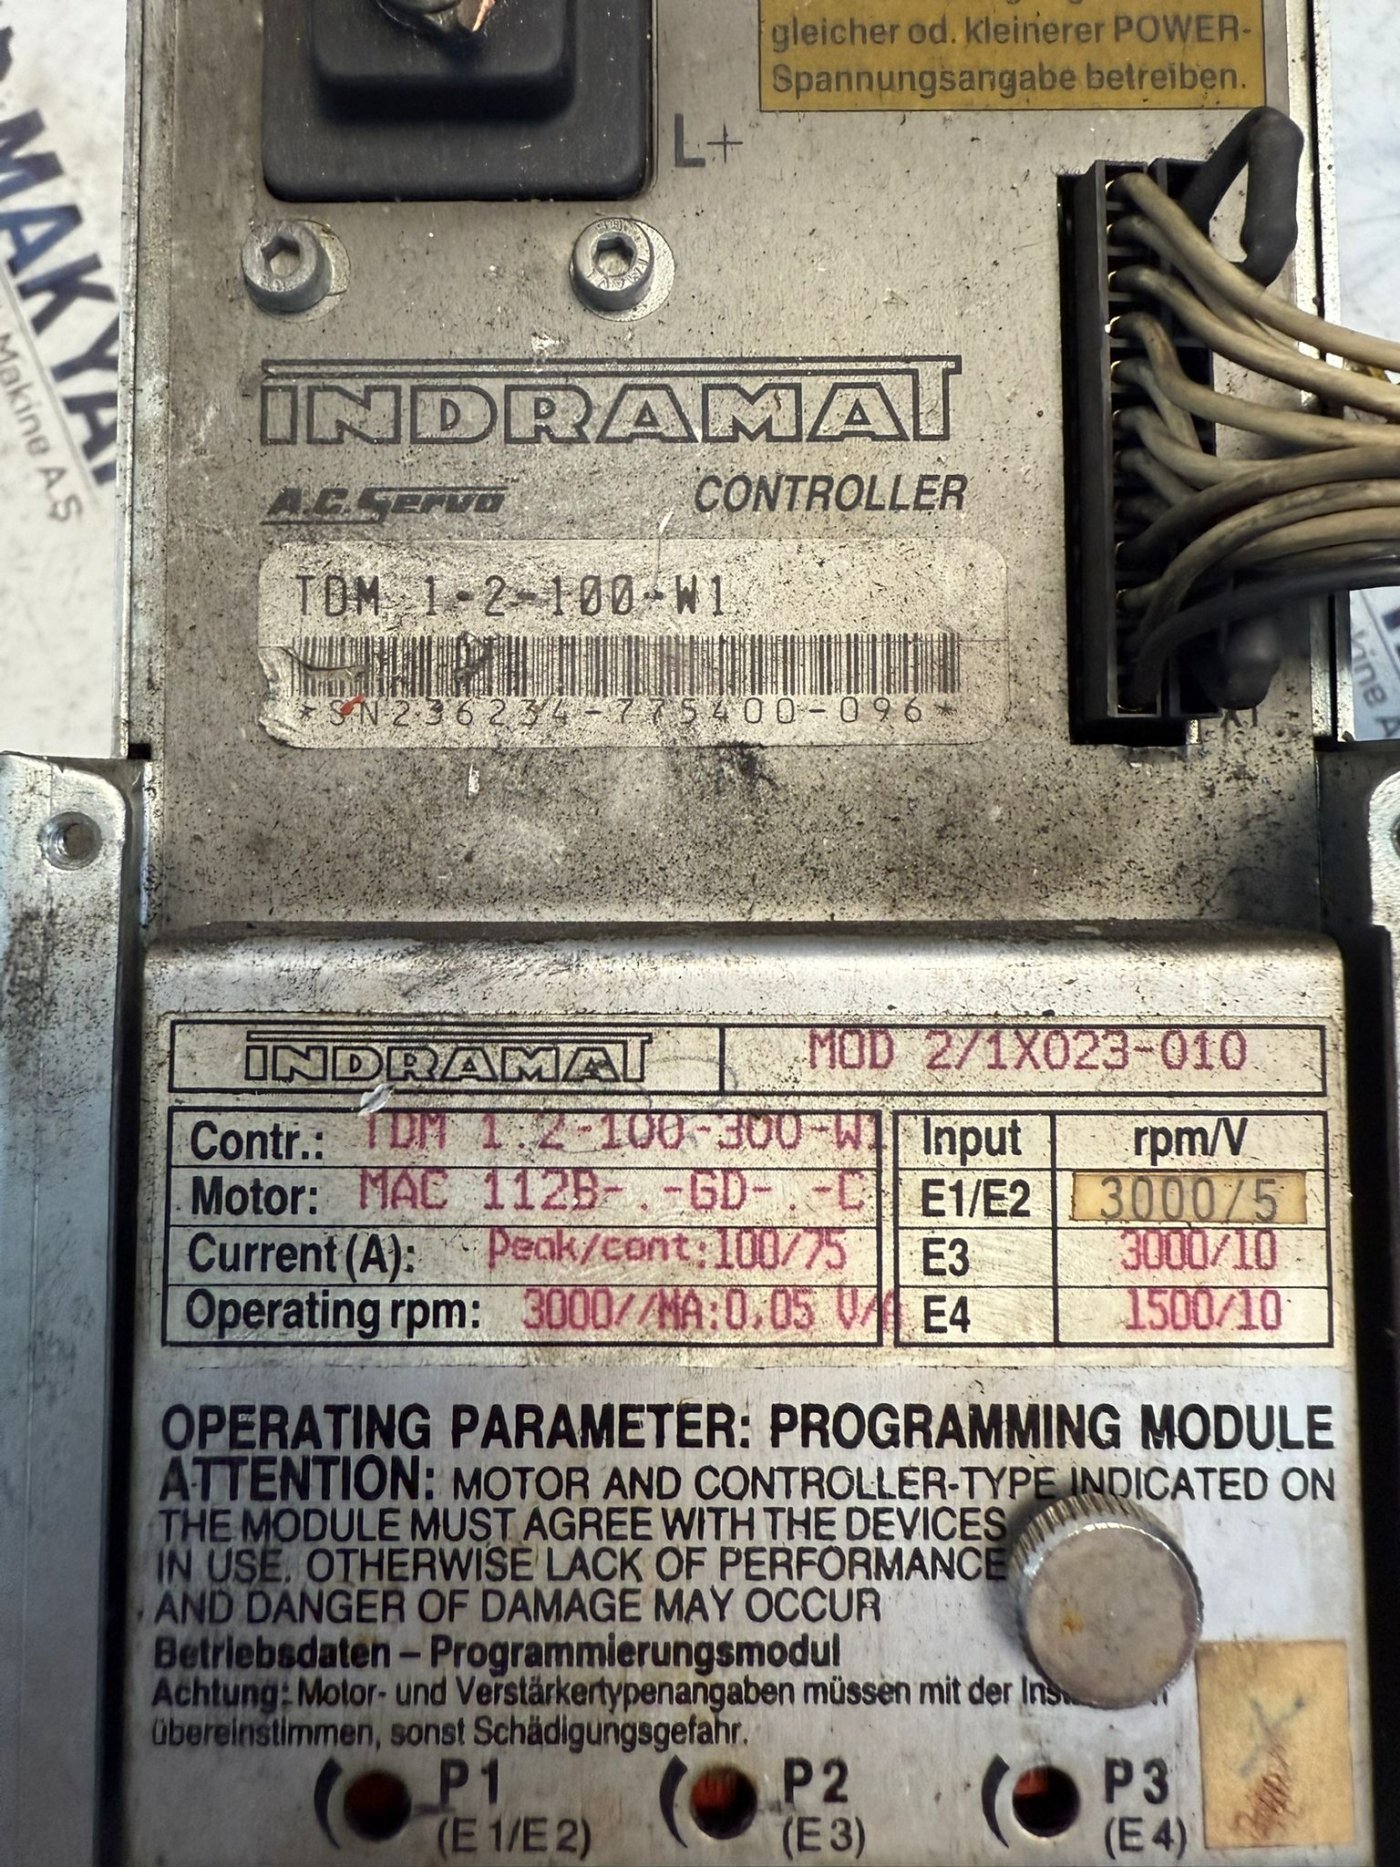 gleicher od. kleinerer POWER-
Spannungsangabe betreiben.
L+
INDRAMAT
A.C. Servo CONTROLLER
TDM 1-2-100-W1
*SN236234-775400-096*
X1
MAKYA
Makine A.S
INDRAMAT MOD 2/1X023-010
Contr.: TDM 1.2-100-300-W1 Input rpm/V
Motor: MAC 112B-.-GD-.-C E1/E2 3000/5
Current (A): Peak/cont:100/75 E3 3000/10
Operating rpm: 3000//MA:0,05 V/A E4 1500/10
OPERATING PARAMETER: PROGRAMMING MODULE
ATTENTION: MOTOR AND CONTROLLER-TYPE INDICATED ON
THE MODULE MUST AGREE WITH THE DEVICES
IN USE. OTHERWISE LACK OF PERFORMANCE
AND DANGER OF DAMAGE MAY OCCUR
Betriebsdaten – Programmierungsmodul
Achtung: Motor- und Verstärkertypenangaben müssen mit der
übereinstimmen, sonst Schädigungsgefahr.
P1 P2 P3
(E1/E2) (E3) (E4)